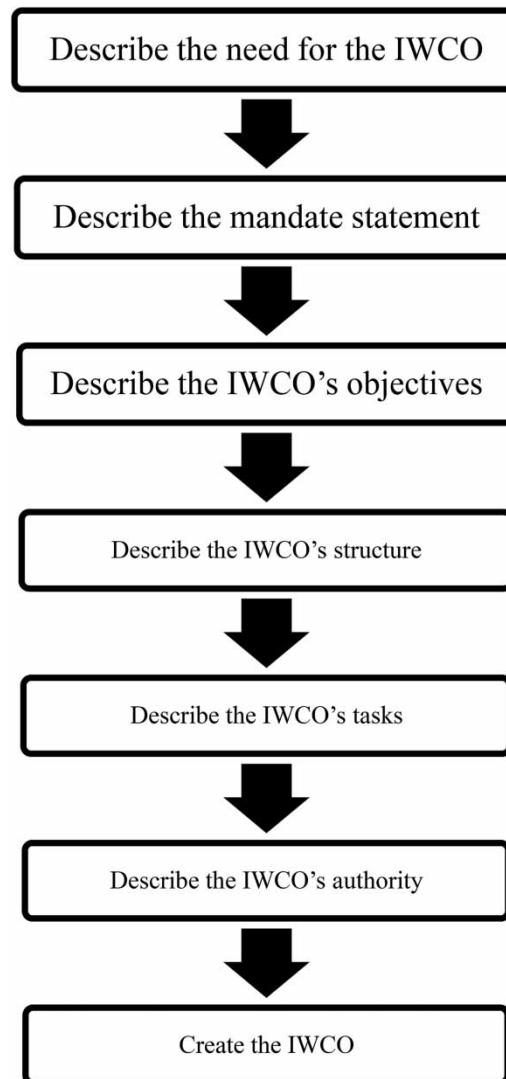 Describe the need for the IWCO
Describe the mandate statement
Describe the IWCO’s objectives
Describe the IWCO’s structure
Describe the IWCO’s tasks
Describe the IWCO’s authority
Create the IWCO